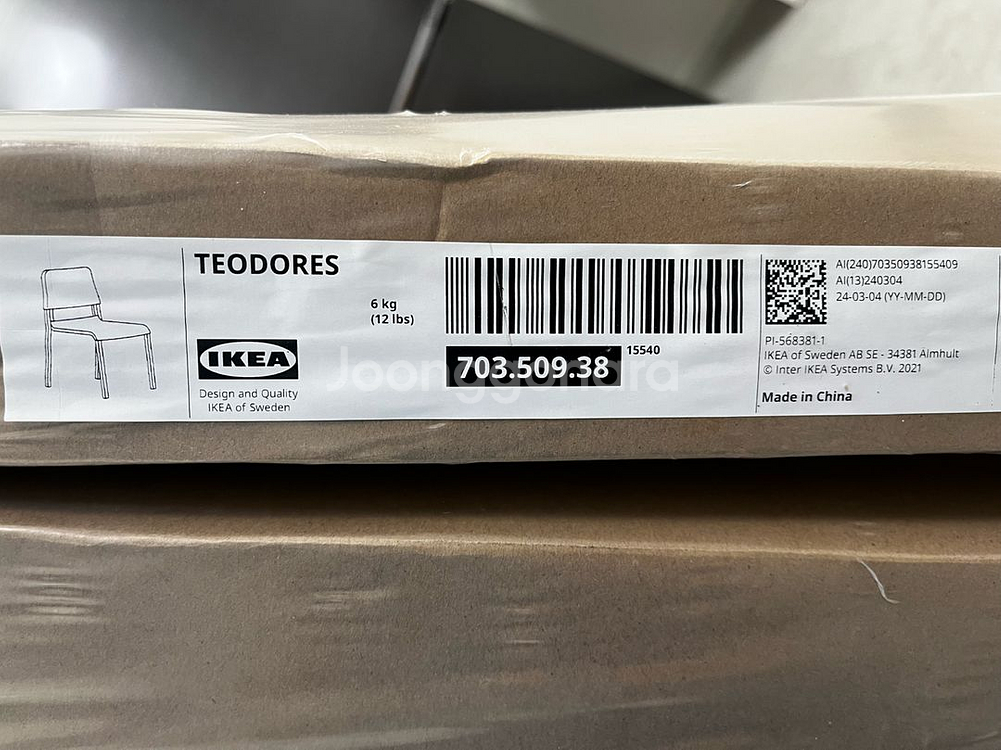 TEODORES
6 kg
(12 lbs)
IKEA
Design and Quality
IKEA of Sweden
703.509.38
15540
Joonggonara
AI(240)70350938155409
AI(13)240304
24-03-04 (YY-MM-DD)
PI-568381-1
IKEA of Sweden AB SE - 34381 Älmhult
© Inter IKEA Systems B.V. 2021
Made in China